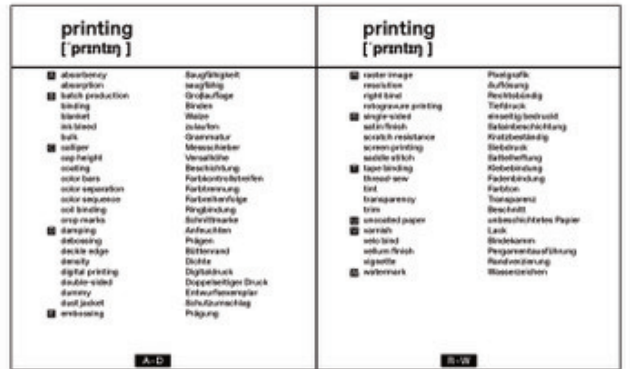 printing
[ˈprɪntɪŋ ]
A absorbency Saugfähigkeit
absorption saugfähig
B batch production Großauflage
binding Binden
blanket Walze
ink bleed zulaufen
bulk Grammatur
C calliper Messschieber
cap height Versalhöhe
coating Beschichtung
color bars Farbkontrollstreifen
color separation Farbtrennung
color sequence Farbreihenfolge
coil binding Ringbindung
crop marks Schnittmarke
D damping Anfeuchten
debossing Prägen
deckle edge Büttenrand
density Dichte
digital printing Digitaldruck
double-sided Doppelseitiger Druck
dummy Entwurfsexemplar
dust jacket Schutzumschlag
E embossing Prägung
A–D
printing
[ˈprɪntɪŋ ]
R raster image Pixelgrafik
resolution Auflösung
right bind Rechtsbündig
rotogravure printing Tiefdruck
S single-sided einseitig bedruckt
satin finish Satainbeschichtung
scratch resistance Kratzbeständig
screen printing Siebdruck
saddle stitch Sattelheftung
T tape binding Klebebindung
thread-sew Fadenbindung
tint Farbton
transparency Transparenz
trim Beschnitt
U uncoated paper unbeschichtetes Papier
V varnish Lack
velo bind Bindekamm
vellum finish Pergamentausführung
vignette Randverzierung
W watermark Wasserzeichen
R–W